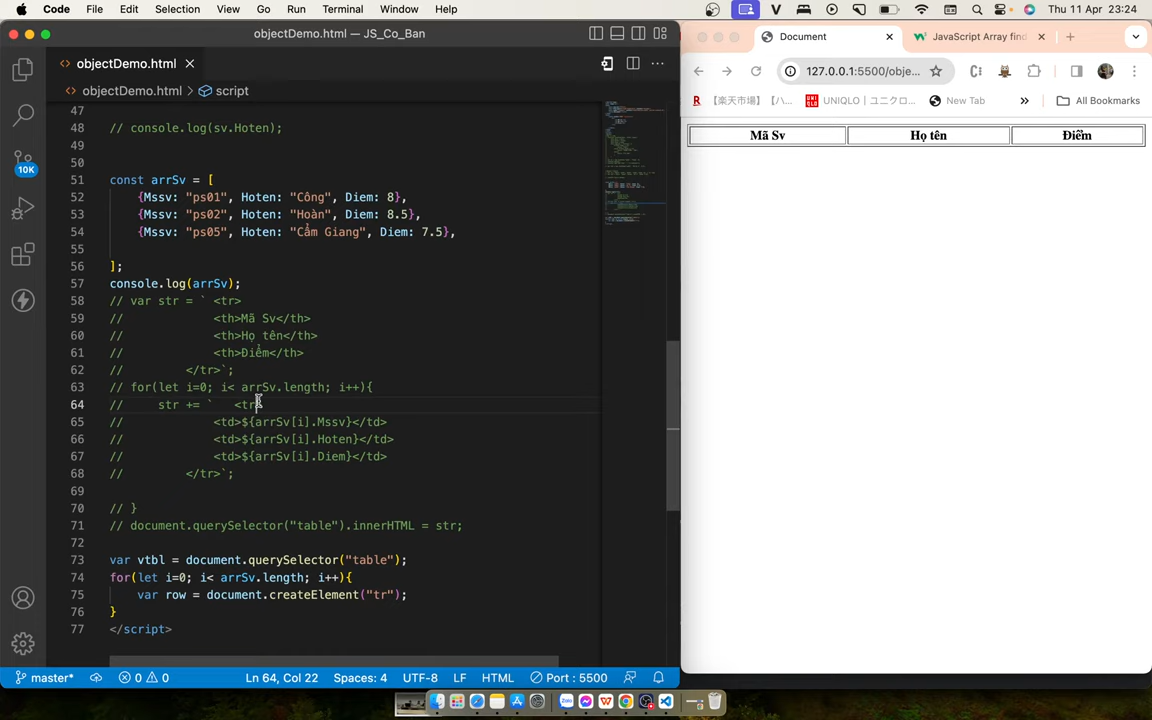 Code File Edit Selection View Go Run Terminal Window Help Thu 11 Apr 23:24
objectDemo.html — JS_Co_Ban
objectDemo.html
objectDemo.html > script
47
48 // console.log(sv.Hoten);
49
50
51 const arrSv = [
52 {Mssv: "ps01", Hoten: "Công", Diem: 8},
53 {Mssv: "ps02", Hoten: "Hoàn", Diem: 8.5},
54 {Mssv: "ps05", Hoten: "Cẩm Giang", Diem: 7.5},
55
56 ];
57 console.log(arrSv);
58 // var str = ` <tr>
59 // <th>Mã Sv</th>
60 // <th>Họ tên</th>
61 // <th>Điểm</th>
62 // </tr>`;
63 // for(let i=0; i< arrSv.length; i++){
64 // str += ` <tr>
65 // <td>${arrSv[i].Mssv}</td>
66 // <td>${arrSv[i].Hoten}</td>
67 // <td>${arrSv[i].Diem}</td>
68 // </tr>`;
69
70 // }
71 // document.querySelector("table").innerHTML = str;
72
73 var vtbl = document.querySelector("table");
74 for(let i=0; i< arrSv.length; i++){
75 var row = document.createElement("tr");
76 }
77 </script>
10K
master* 0 0 Ln 64, Col 22 Spaces: 4 UTF-8 LF HTML Port : 5500
Document JavaScript Array find
127.0.0.1:5500/obje...
【楽天市場】【ハ... UNIQLO｜ユニクロ... New Tab » All Bookmarks
Mã Sv Họ tên Điểm